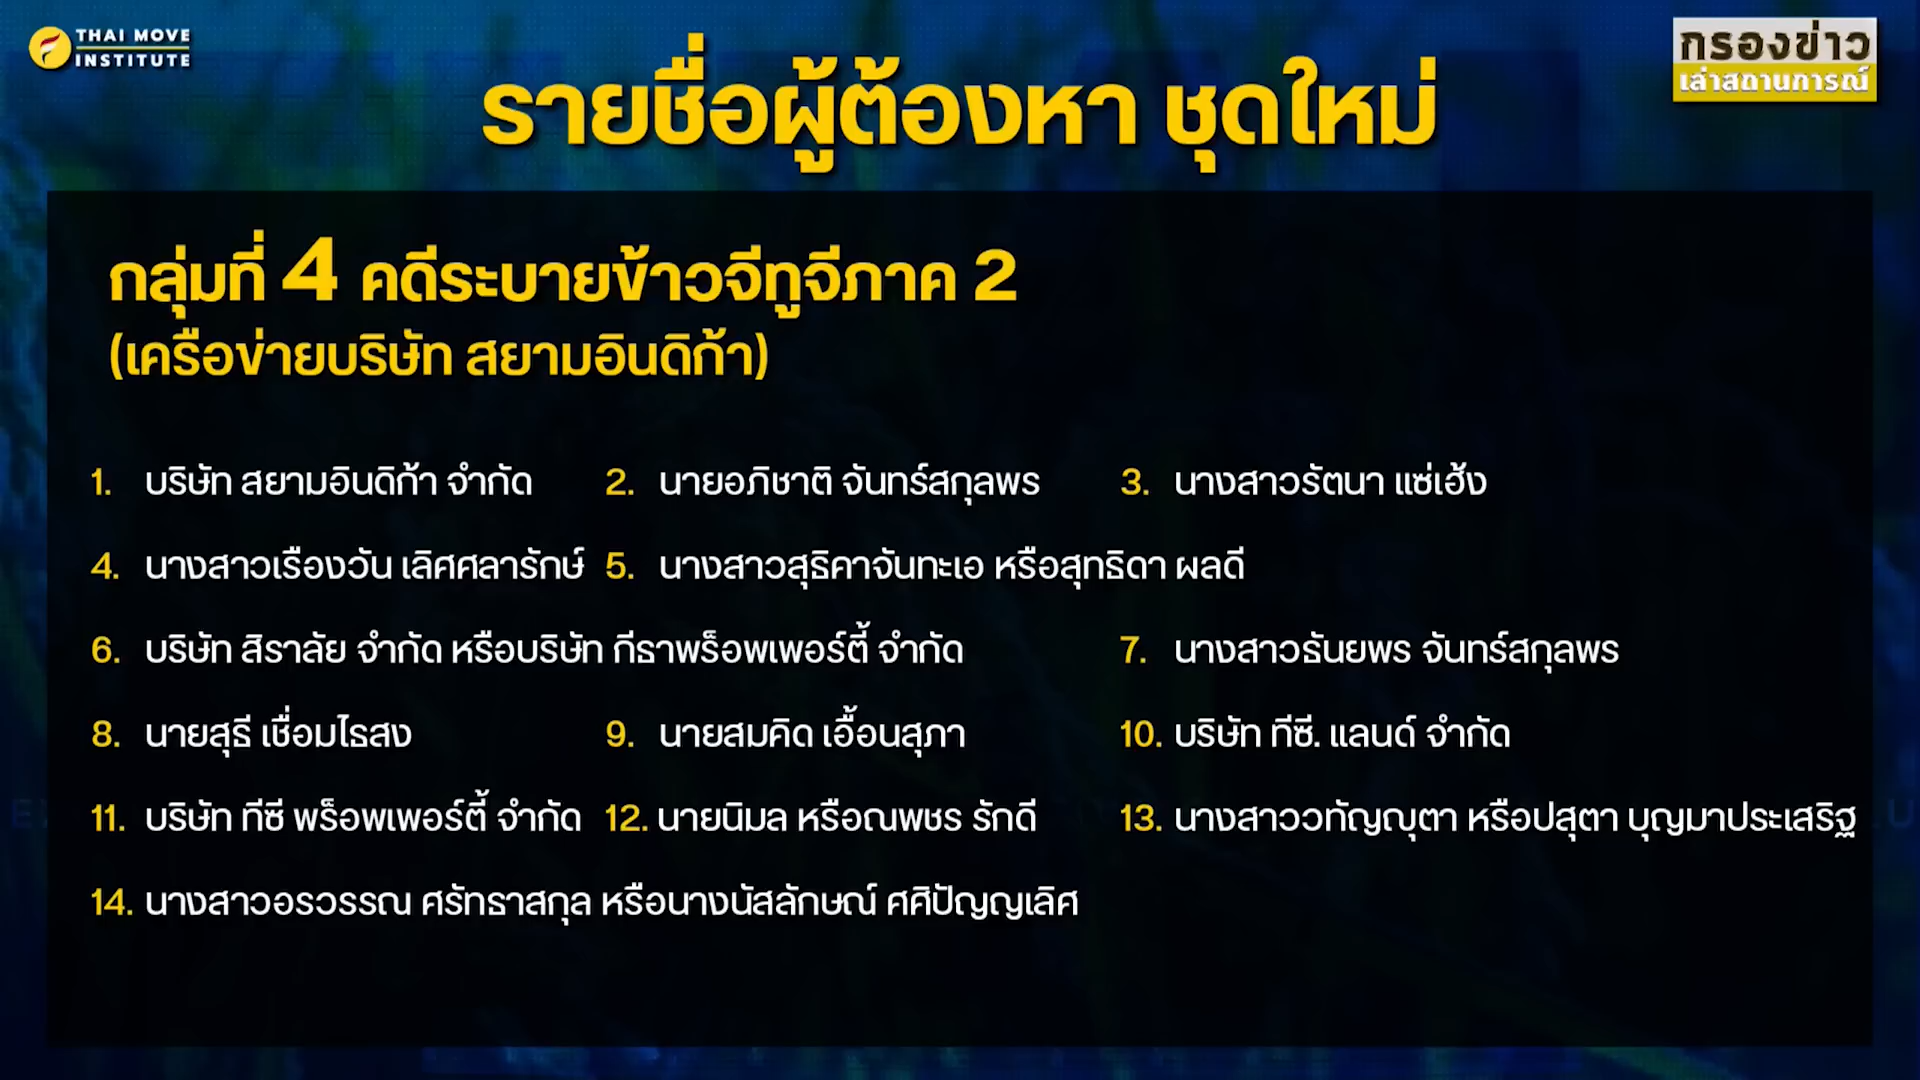 THAI MOVE
INSTITUTE
กรองข่าว
เล่าสถานการณ์
รายชื่อผู้ต้องหา ชุดใหม่
กลุ่มที่ 4 คดีระบายข้าวจีทูจีภาค 2
(เครือข่ายบริษัท สยามอินดิก้า)
1. บริษัท สยามอินดิก้า จำกัด 2. นายอภิชาติ จันทร์สกุลพร 3. นางสาวรัตนา แซ่เฮ้ง
4. นางสาวเรืองวัน เลิศศลารักษ์ 5. นางสาวสุธิคาจันทะเอ หรือสุทธิดา ผลดี
6. บริษัท สิราลัย จำกัด หรือบริษัท กีธาพร็อพเพอร์ตี้ จำกัด 7. นางสาวธันยพร จันทร์สกุลพร
8. นายสุธี เชื่อมไธสง 9. นายสมคิด เอื้อนสุภา 10. บริษัท ทีซี. แลนด์ จำกัด
11. บริษัท ทีซี พร็อพเพอร์ตี้ จำกัด 12. นายนิมล หรือณพชร รักดี 13. นางสาววทัญญุตา หรือปสุตา บุญมาประเสริฐ
14. นางสาวอรวรรณ ศรัทธาสกุล หรือนางนัสลักษณ์ ศศิปัญญเลิศ